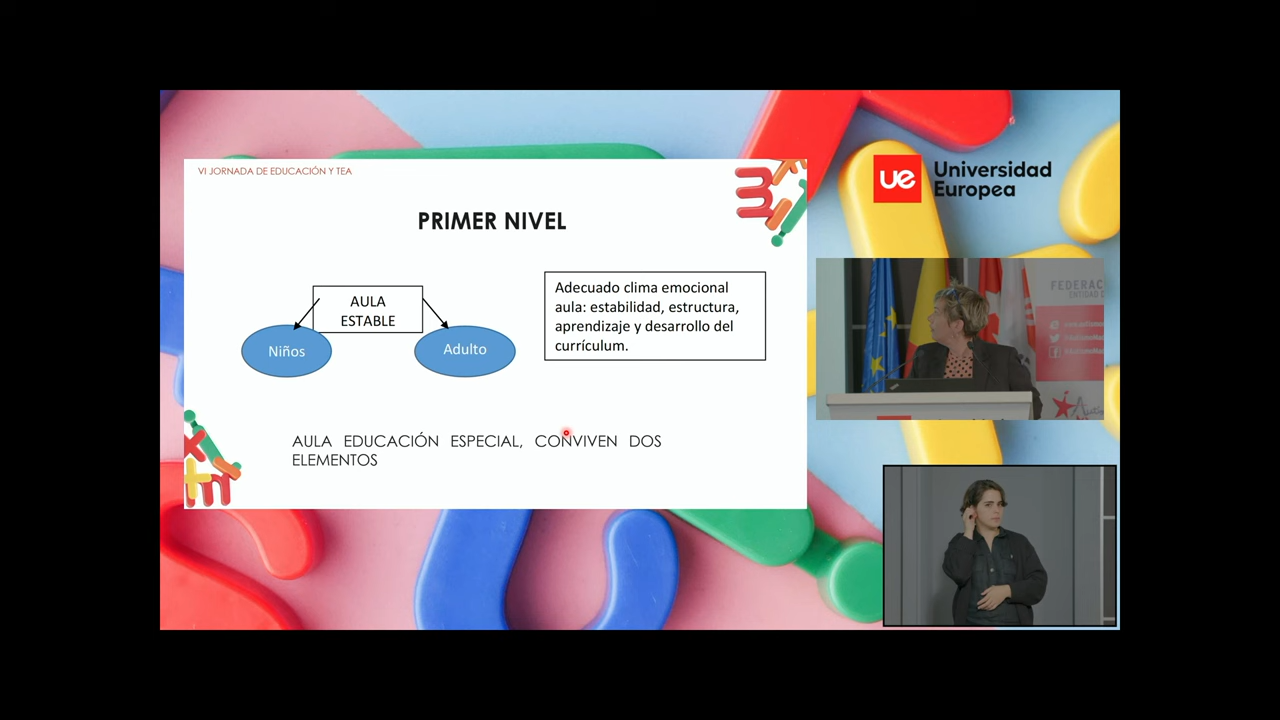 VI JORNADA DE EDUCACIÓN Y TEA
PRIMER NIVEL
AULA
ESTABLE
Niños
Adulto
Adecuado clima emocional
aula: estabilidad, estructura,
aprendizaje y desarrollo del
currículum.
AULA EDUCACIÓN ESPECIAL, CONVIVEN DOS
ELEMENTOS
ue Universidad
Europea
FEDERAC